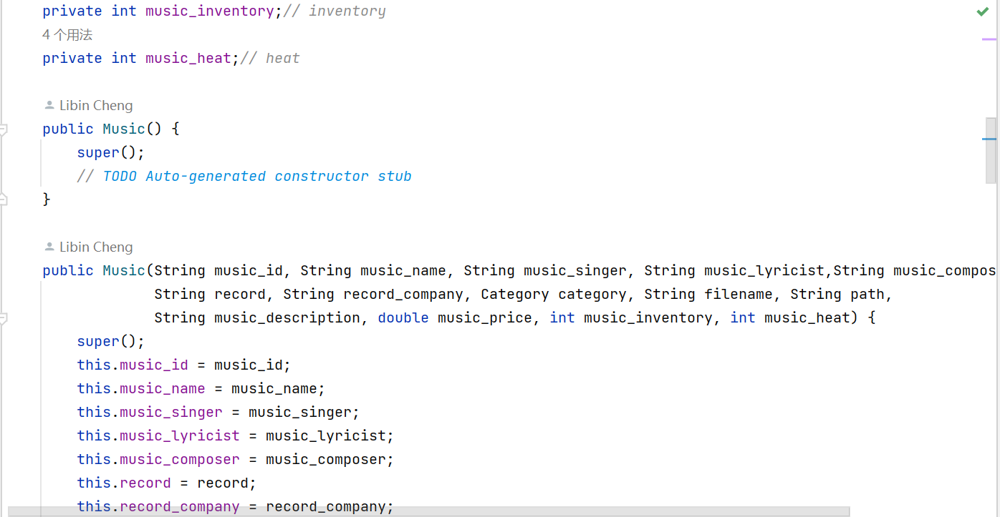 private int music_inventory;// inventory
4 个用法
private int music_heat;// heat
Libin Cheng
public Music() {
super();
// TODO Auto-generated constructor stub
}
Libin Cheng
public Music(String music_id, String music_name, String music_singer, String music_lyricist,String music_compos
String record, String record_company, Category category, String filename, String path,
String music_description, double music_price, int music_inventory, int music_heat) {
super();
this.music_id = music_id;
this.music_name = music_name;
this.music_singer = music_singer;
this.music_lyricist = music_lyricist;
this.music_composer = music_composer;
this.record = record;
this.record_company = record_company;